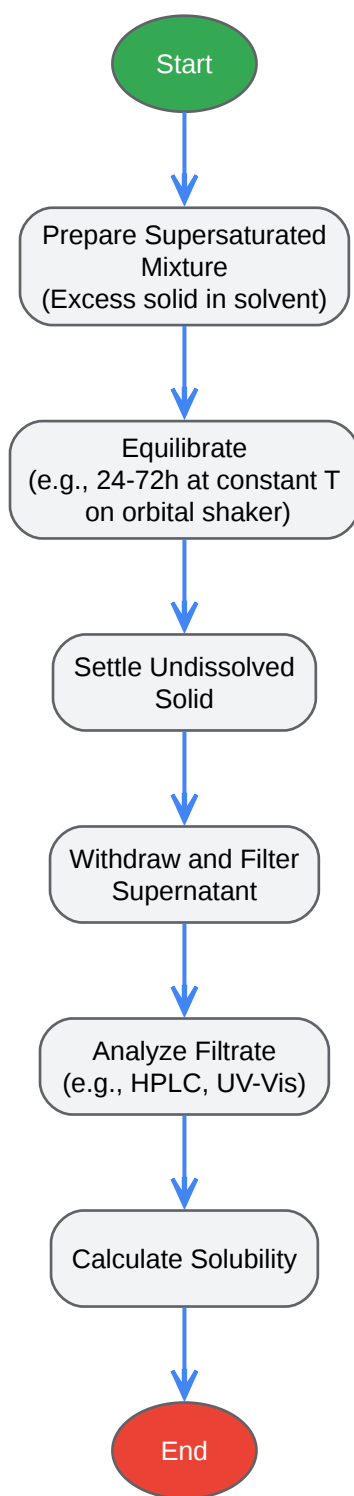 Start
Prepare Supersaturated
Mixture
(Excess solid in solvent)
Equilibrate
(e.g., 24-72h at constant T
on orbital shaker)
Settle Undissolved
Solid
Withdraw and Filter
Supernatant
Analyze Filtrate
(e.g., HPLC, UV-Vis)
Calculate Solubility
End